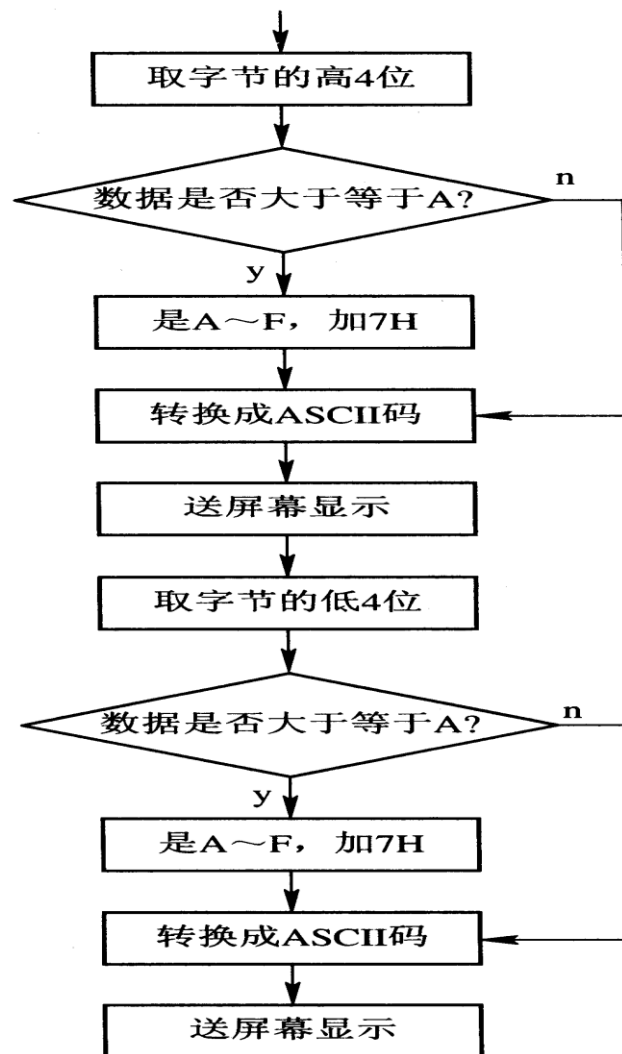 取字节的高4位
数据是否大于等于A?
n
y
是A～F，加7H
转换成ASCII码
送屏幕显示
取字节的低4位
数据是否大于等于A?
n
y
是A～F，加7H
转换成ASCII码
送屏幕显示